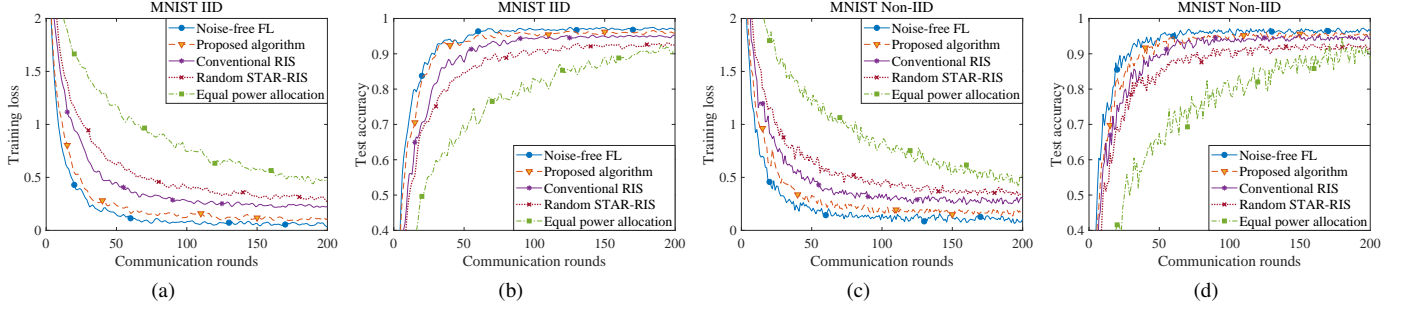 MNIST IID
2
1.5
1
0.5
0
Training loss
Noise-free FL
Proposed algorithm
Conventional RIS
Random STAR-RIS
Equal power allocation
0
50
100
150
200
Communication rounds
(a)
MNIST IID
1
0.9
0.8
0.7
0.6
0.5
0.4
Test accuracy
Noise-free FL
Proposed algorithm
Conventional RIS
Random STAR-RIS
Equal power allocation
0
50
100
150
200
Communication rounds
(b)
MNIST Non-IID
2
1.5
1
0.5
0
Training loss
Noise-free FL
Proposed algorithm
Conventional RIS
Random STAR-RIS
Equal power allocation
0
50
100
150
200
Communication rounds
(c)
MNIST Non-IID
1
0.9
0.8
0.7
0.6
0.5
0.4
Test accuracy
Noise-free FL
Proposed algorithm
Conventional RIS
Random STAR-RIS
Equal power allocation
0
50
100
150
200
Communication rounds
(d)